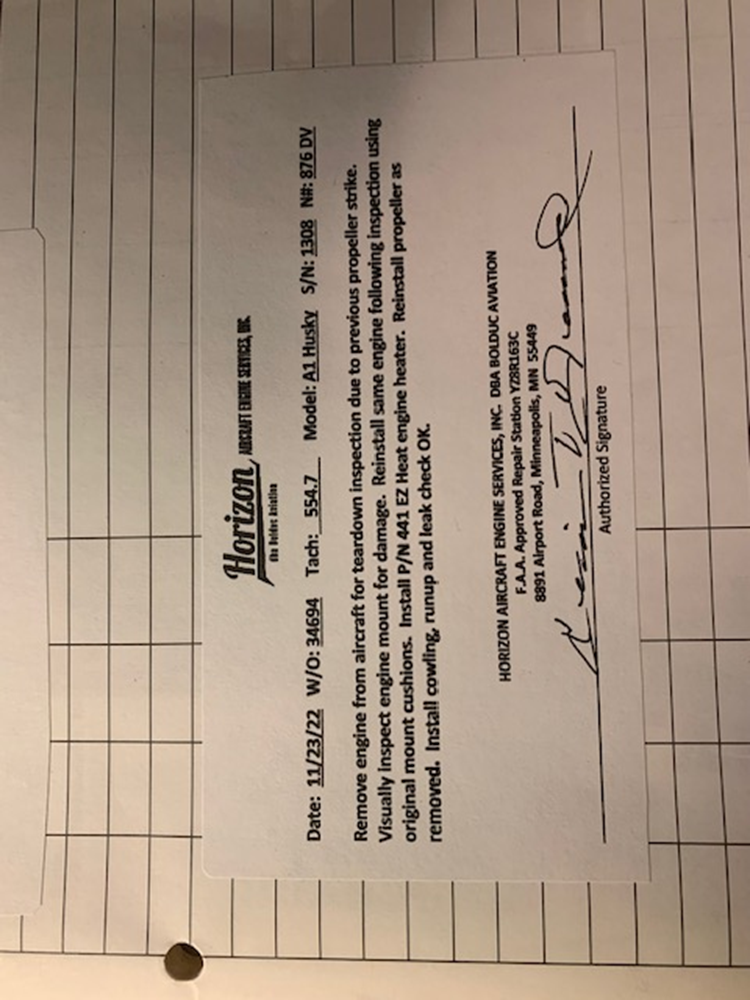 Horizon AIRCRAFT ENGINE SERVICES, INC.
dba Bolduc Aviation
Date: 11/23/22 W/O: 34694 Tach: 554.7 Model: A1 Husky S/N: 1308 N#: 876 DV
Remove engine from aircraft for teardown inspection due to previous propeller strike.
Visually inspect engine mount for damage. Reinstall same engine following inspection using
original mount cushions. Install P/N 441 EZ Heat engine heater. Reinstall propeller as
removed. Install cowling, runup and leak check OK.
HORIZON AIRCRAFT ENGINE SERVICES, INC. DBA BOLDUC AVIATION
F.A.A. Approved Repair Station YZ8R163C
8891 Airport Road, Minneapolis, MN 55449
Authorized Signature